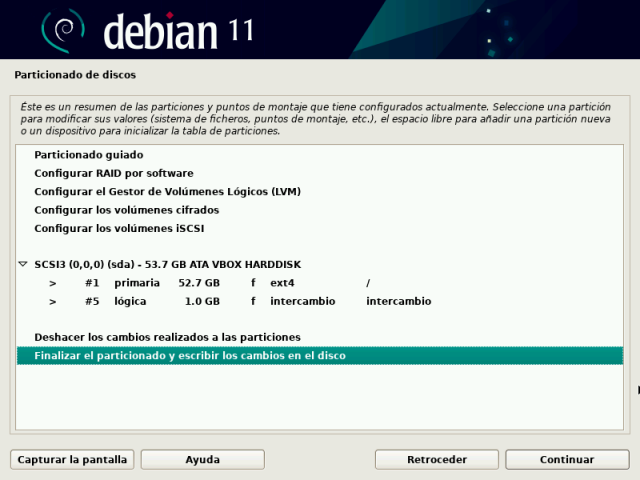 debian 11
Particionado de discos
Éste es un resumen de las particiones y puntos de montaje que tiene configurados actualmente. Seleccione una partición
para modificar sus valores (sistema de ficheros, puntos de montaje, etc.), el espacio libre para añadir una partición nueva
o un dispositivo para inicializar la tabla de particiones.
Particionado guiado
Configurar RAID por software
Configurar el Gestor de Volúmenes Lógicos (LVM)
Configurar los volúmenes cifrados
Configurar los volúmenes iSCSI
SCSI3 (0,0,0) (sda) - 53.7 GB ATA VBOX HARDDISK
> #1 primaria 52.7 GB f ext4 /
> #5 lógica 1.0 GB f intercambio intercambio
Deshacer los cambios realizados a las particiones
Finalizar el particionado y escribir los cambios en el disco
Capturar la pantalla Ayuda Retroceder Continuar